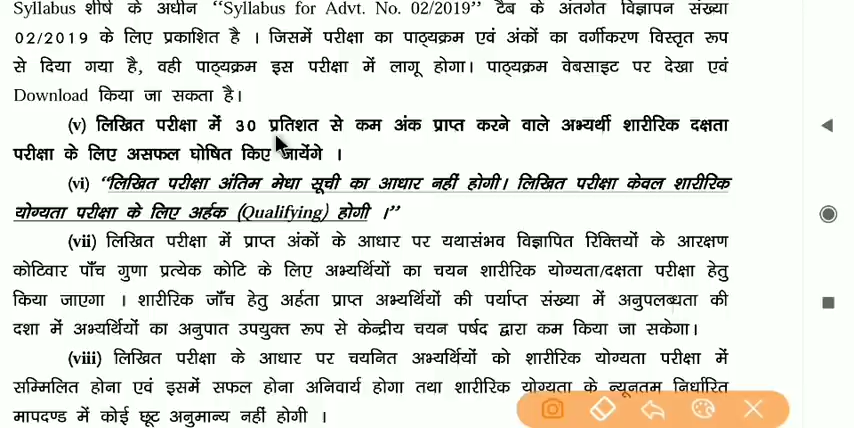 Syllabus शीर्ष के अधीन “Syllabus for Advt. No. 02/2019” टैब के अंतर्गत विज्ञापन संख्या
02/2019 के लिए प्रकाशित है । जिसमें परीक्षा का पाठ्यक्रम एवं अंकों का वर्गीकरण विस्तृत रूप
से दिया गया है, वही पाठ्यक्रम इस परीक्षा में लागू होगा। पाठ्यक्रम वेबसाइट पर देखा एवं
Download किया जा सकता है।
(v) लिखित परीक्षा में 30 प्रतिशत से कम अंक प्राप्त करने वाले अभ्यर्थी शारीरिक दक्षता
परीक्षा के लिए असफल घोषित किए जायेंगे ।
(vi) “लिखित परीक्षा अंतिम मेधा सूची का आधार नहीं होगी। लिखित परीक्षा केवल शारीरिक
योग्यता परीक्षा के लिए अर्हक (Qualifying) होगी ।”
(vii) लिखित परीक्षा में प्राप्त अंकों के आधार पर यथासंभव विज्ञापित रिक्तियों के आरक्षण
कोटिवार पाँच गुणा प्रत्येक कोटि के लिए अभ्यर्थियों का चयन शारीरिक योग्यता/दक्षता परीक्षा हेतु
किया जाएगा । शारीरिक जाँच हेतु अर्हता प्राप्त अभ्यर्थियों की पर्याप्त संख्या में अनुपलब्धता की
दशा में अभ्यर्थियों का अनुपात उपयुक्त रूप से केन्द्रीय चयन पर्षद द्वारा कम किया जा सकेगा।
(viii) लिखित परीक्षा के आधार पर चयनित अभ्यर्थियों को शारीरिक योग्यता परीक्षा में
सम्मिलित होना एवं इसमें सफल होना अनिवार्य होगा तथा शारीरिक योग्यता के न्यूनतम निर्धारित
मापदण्ड में कोई छूट अनुमान्य नहीं होगी ।